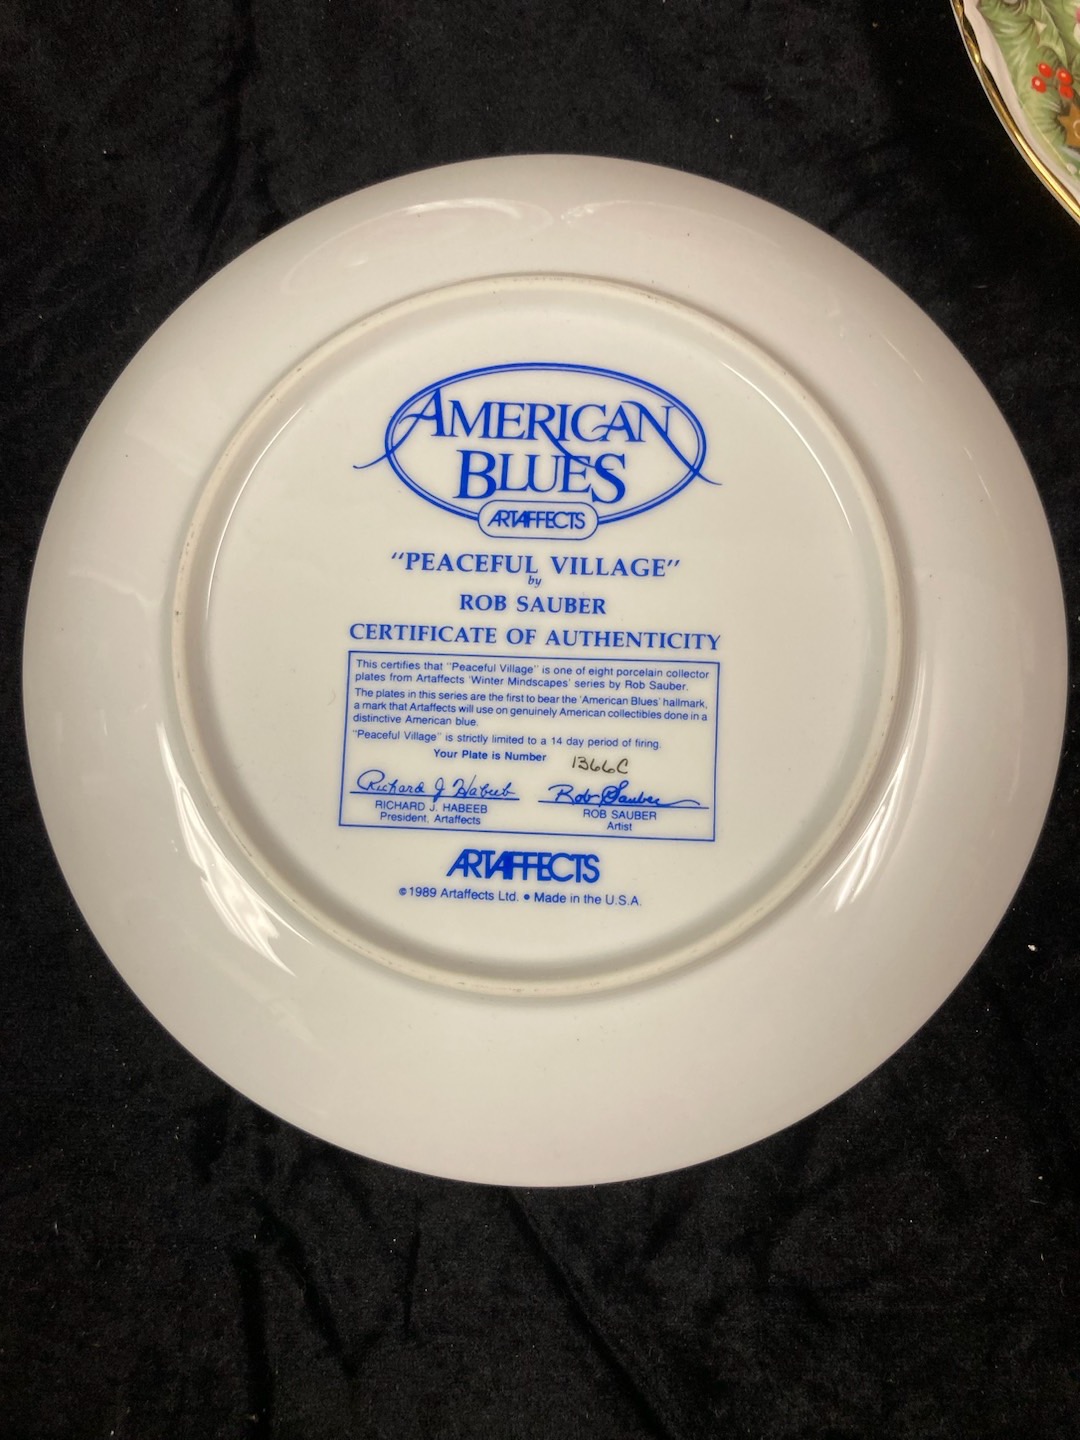 AMERICAN
BLUES
ARTAFFECTS
"PEACEFUL VILLAGE"
by
ROB SAUBER
CERTIFICATE OF AUTHENTICITY
This certifies that "Peaceful Village" is one of eight porcelain collector
plates from Artaffects 'Winter Mindscapes' series by Rob Sauber.
The plates in this series are the first to bear the 'American Blues' hallmark,
a mark that Artaffects will use on genuinely American collectibles done in a
distinctive American blue.
"Peaceful Village" is strictly limited to a 14 day period of firing.
Your Plate is Number 1366C
Richard J. Habeeb Rob Sauber
RICHARD J. HABEEB ROB SAUBER
President, Artaffects Artist
ARTAFFECTS
©1989 Artaffects Ltd. • Made in the U.S.A.